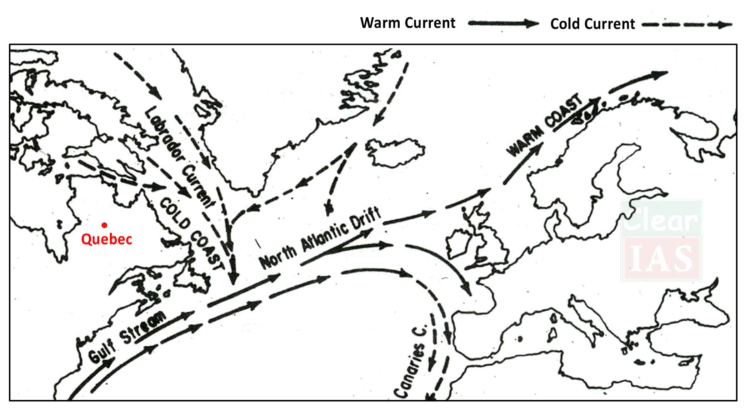 Warm Current
Cold Current
Labrador Current
COLD COAST
Quebec
WARM COAST
North Atlantic Drift
Gulf Stream
Canaries C.
Clear
IAS